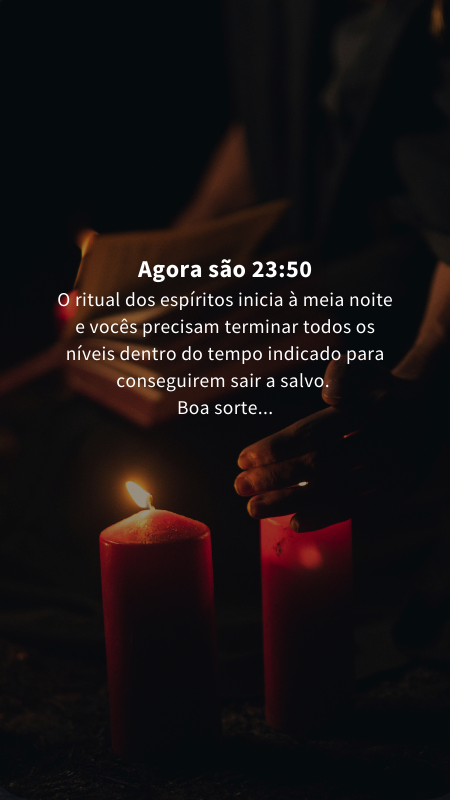 Agora são 23:50
O ritual dos espíritos inicia à meia noite
e vocês precisam terminar todos os
níveis dentro do tempo indicado para
conseguirem sair a salvo.
Boa sorte...